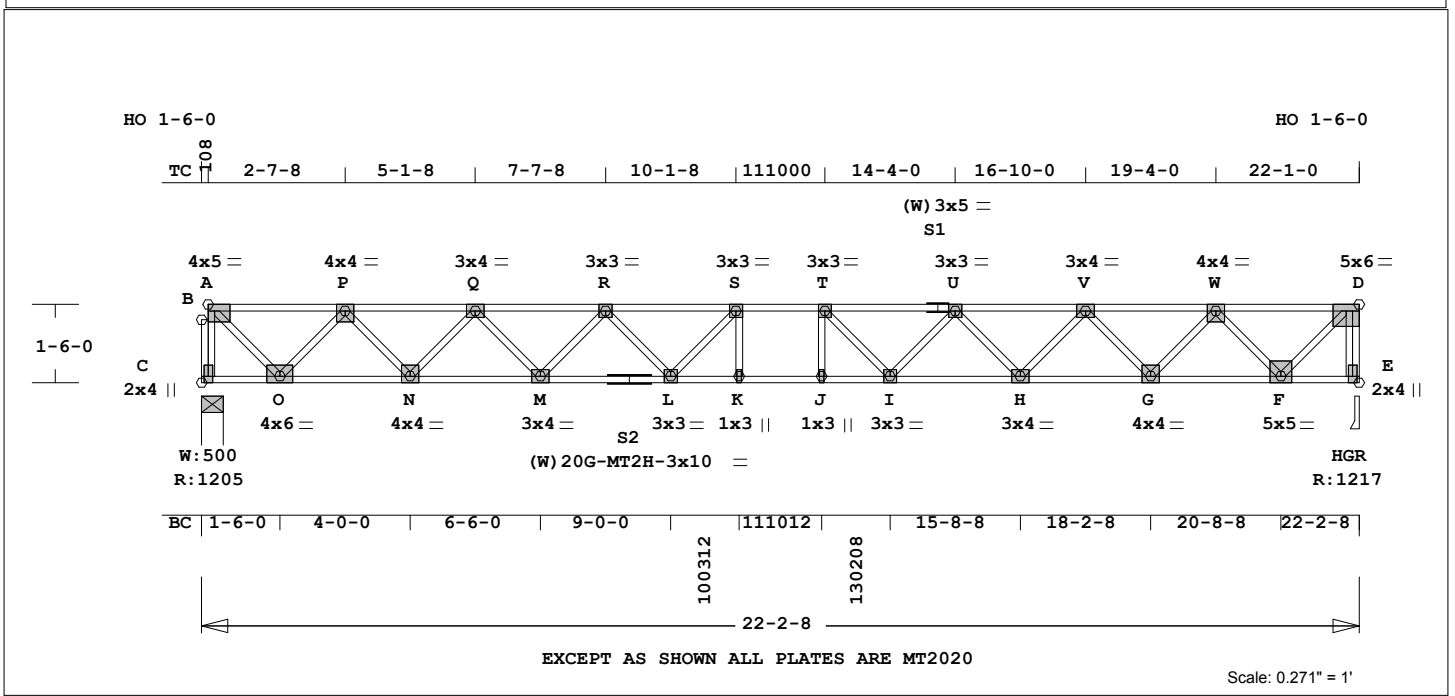 HO 1-6-0 HO 1-6-0
108
TC 2-7-8 5-1-8 7-7-8 10-1-8 111000 14-4-0 16-10-0 19-4-0 22-1-0
(W)3x5 =
S1
4x5 = 4x4 = 3x4 = 3x3 = 3x3 = 3x3 = 3x3 = 3x4 = 4x4 = 5x6 =
A P Q R S T U V W D
B
1-6-0
C E
2x4 || 2x4 ||
O N M L K J I H G F
4x6 = 4x4 = 3x4 = 3x3 = 1x3 || 1x3 || 3x3 = 3x4 = 4x4 = 5x5 =
S2
(W)20G-MT2H-3x10 =
W:500 HGR
R:1205 R:1217
BC 1-6-0 4-0-0 6-6-0 9-0-0 111012 15-8-8 18-2-8 20-8-8 22-2-8
100312 130208
22-2-8
EXCEPT AS SHOWN ALL PLATES ARE MT2020
Scale: 0.271" = 1'